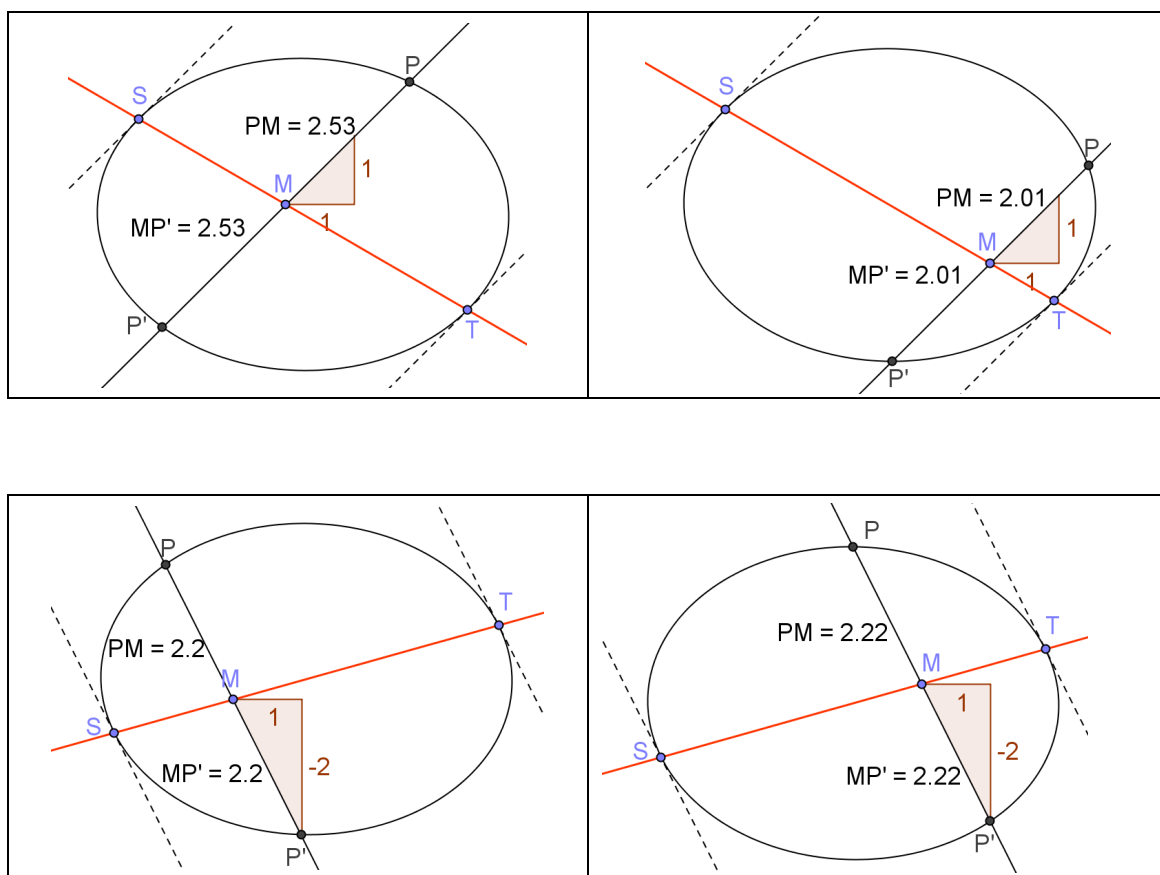 S
P
PM = 2.53
M
1
1
MP' = 2.53
P'
T
S
P
PM = 2.01
M
1
MP' = 2.01
1
T
P'
P
T
PM = 2.2
M
1
S
-2
MP' = 2.2
P'
P
T
PM = 2.22
M
1
S
-2
MP' = 2.22
P'